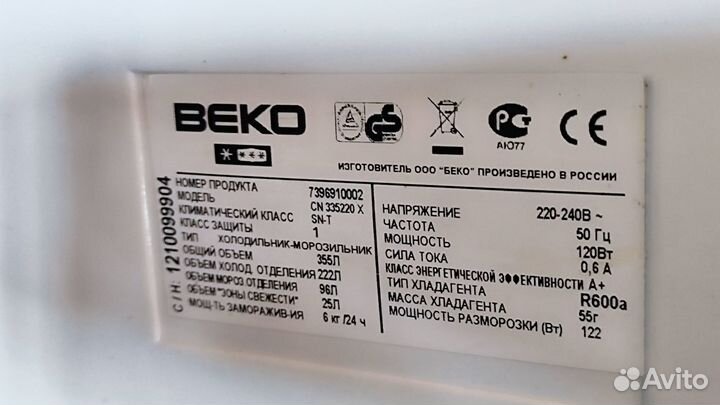 BEKO
АЮ77
ИЗГОТОВИТЕЛЬ ООО "БЕКО" ПРОИЗВЕДЕНО В РОССИИ
С / Н: 1210099904
НОМЕР ПРОДУКТА 7396910002
МОДЕЛЬ CN 335220 X
КЛИМАТИЧЕСКИЙ КЛАСС SN-T
КЛАСС ЗАЩИТЫ 1
ТИП ХОЛОДИЛЬНИК-МОРОЗИЛЬНИК
ОБЩИЙ ОБЪЕМ 355Л
ОБЪЕМ ХОЛОД. ОТДЕЛЕНИЯ 222Л
ОБЪЕМ МОРОЗ. ОТДЕЛЕНИЯ 96Л
ОБЪЕМ "ЗОНЫ СВЕЖЕСТИ" 25Л
МОЩ-ТЬ ЗАМОРАЖИВ-ИЯ 6 кг /24 ч
НАПРЯЖЕНИЕ 220-240В ~
ЧАСТОТА 50 Гц
МОЩНОСТЬ 120Вт
СИЛА ТОКА 0,6 А
КЛАСС ЭНЕРГЕТИЧЕСКОЙ ЭФФЕКТИВНОСТИ А+
ТИП ХЛАДАГЕНТА R600a
МАССА ХЛАДАГЕНТА 55г
МОЩНОСТЬ РАЗМОРОЗКИ (Вт) 122
Avito